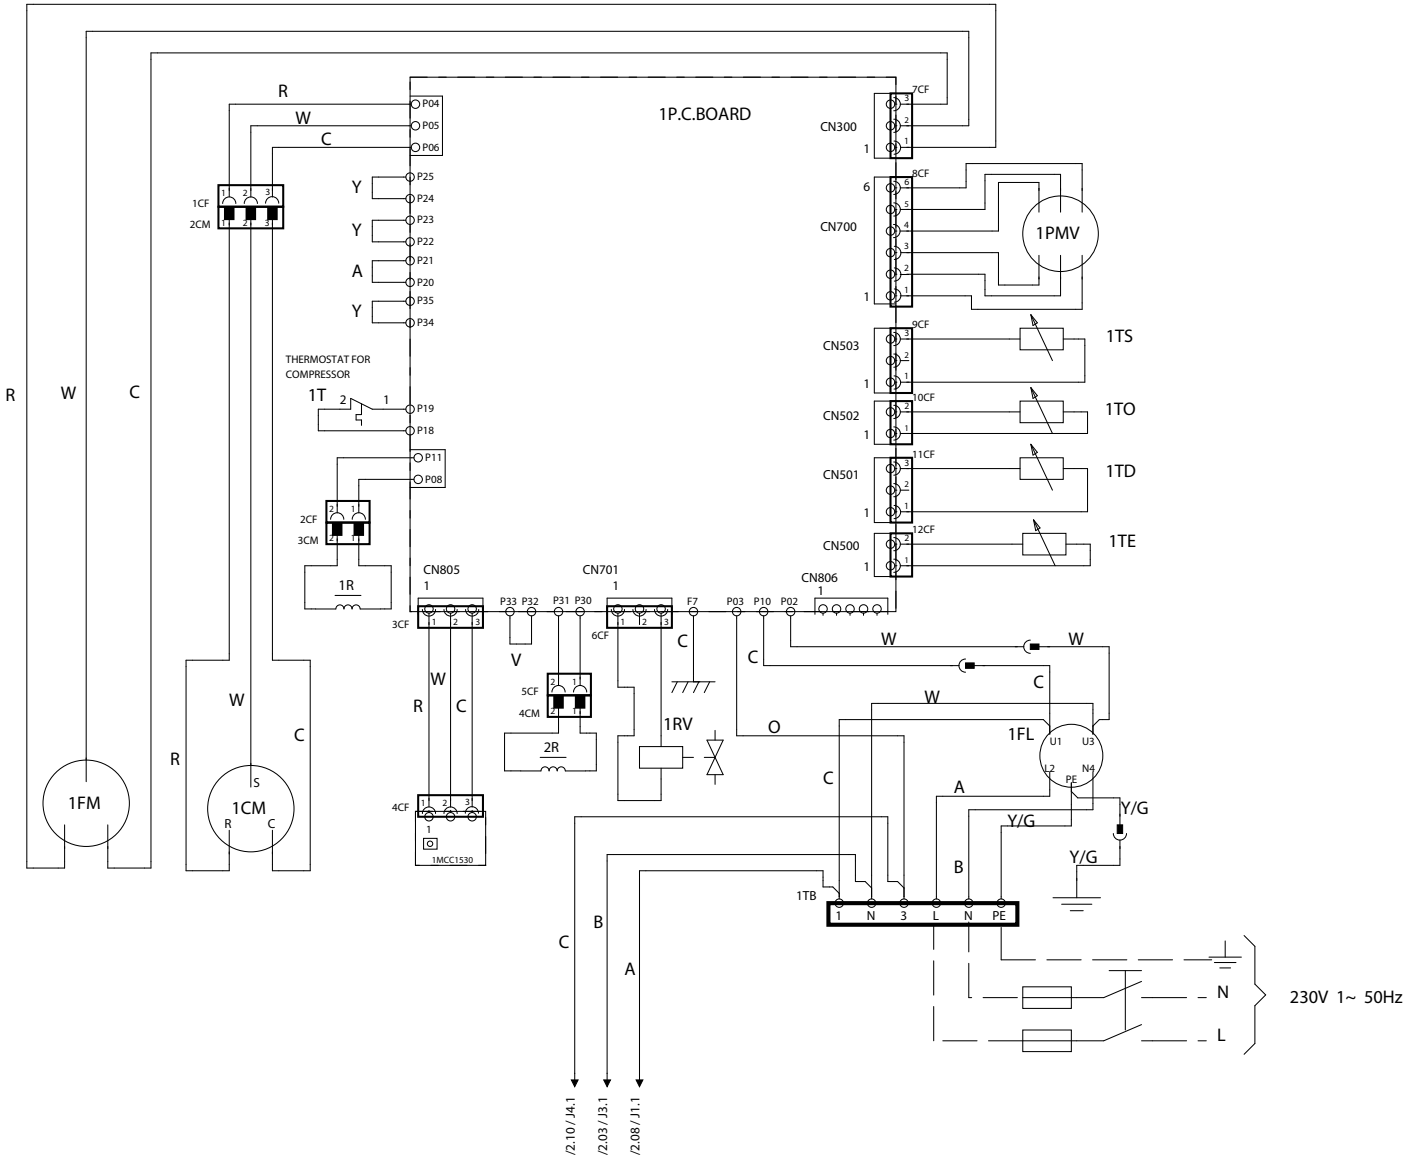 1P.C.BOARD
R
W
C
P04
P05
P06
1 2 3
1CF
2CM
1 2 3
Y
P25
P24
Y
P23
P22
A
P21
P20
Y
P35
P34
THERMOSTAT FOR
COMPRESSOR
1T 2 1
P19
P18
P11
P08
2 1
2CF
3CM
2 1
1R
R
W
C
7CF
CN300
3
2
1
1
8CF
6
CN700
6
5
4
3
2
1
1
1PMV
9CF
CN503
3
2
1
1
1TS
10CF
CN502
2
1
1
1TO
11CF
CN501
3
2
1
1
1TD
12CF
CN500
2
1
1
1TE
CN805
1
3CF
1 2 3
P33 P32
V
P31 P30
CN701
1
6CF
1 2 3
F7
C
P03 P10 P02
CN806
1
R
W
C
5CF
4CM
2 1
2 1
2R
1RV
4CF
1 2 3
1
1MCC1530
O
W
W
C
C
W
1FL
U1 U3
L2 N4
PE
C
A
B
Y/G
Y/G
Y/G
1FM
R
W
C
S
1CM
R C
C
B
A
1TB
1 N 3 L N PE
N
L
230V 1~ 50Hz
/2.10 / J4.1
/2.03 / J3.1
/2.08 / J1.1